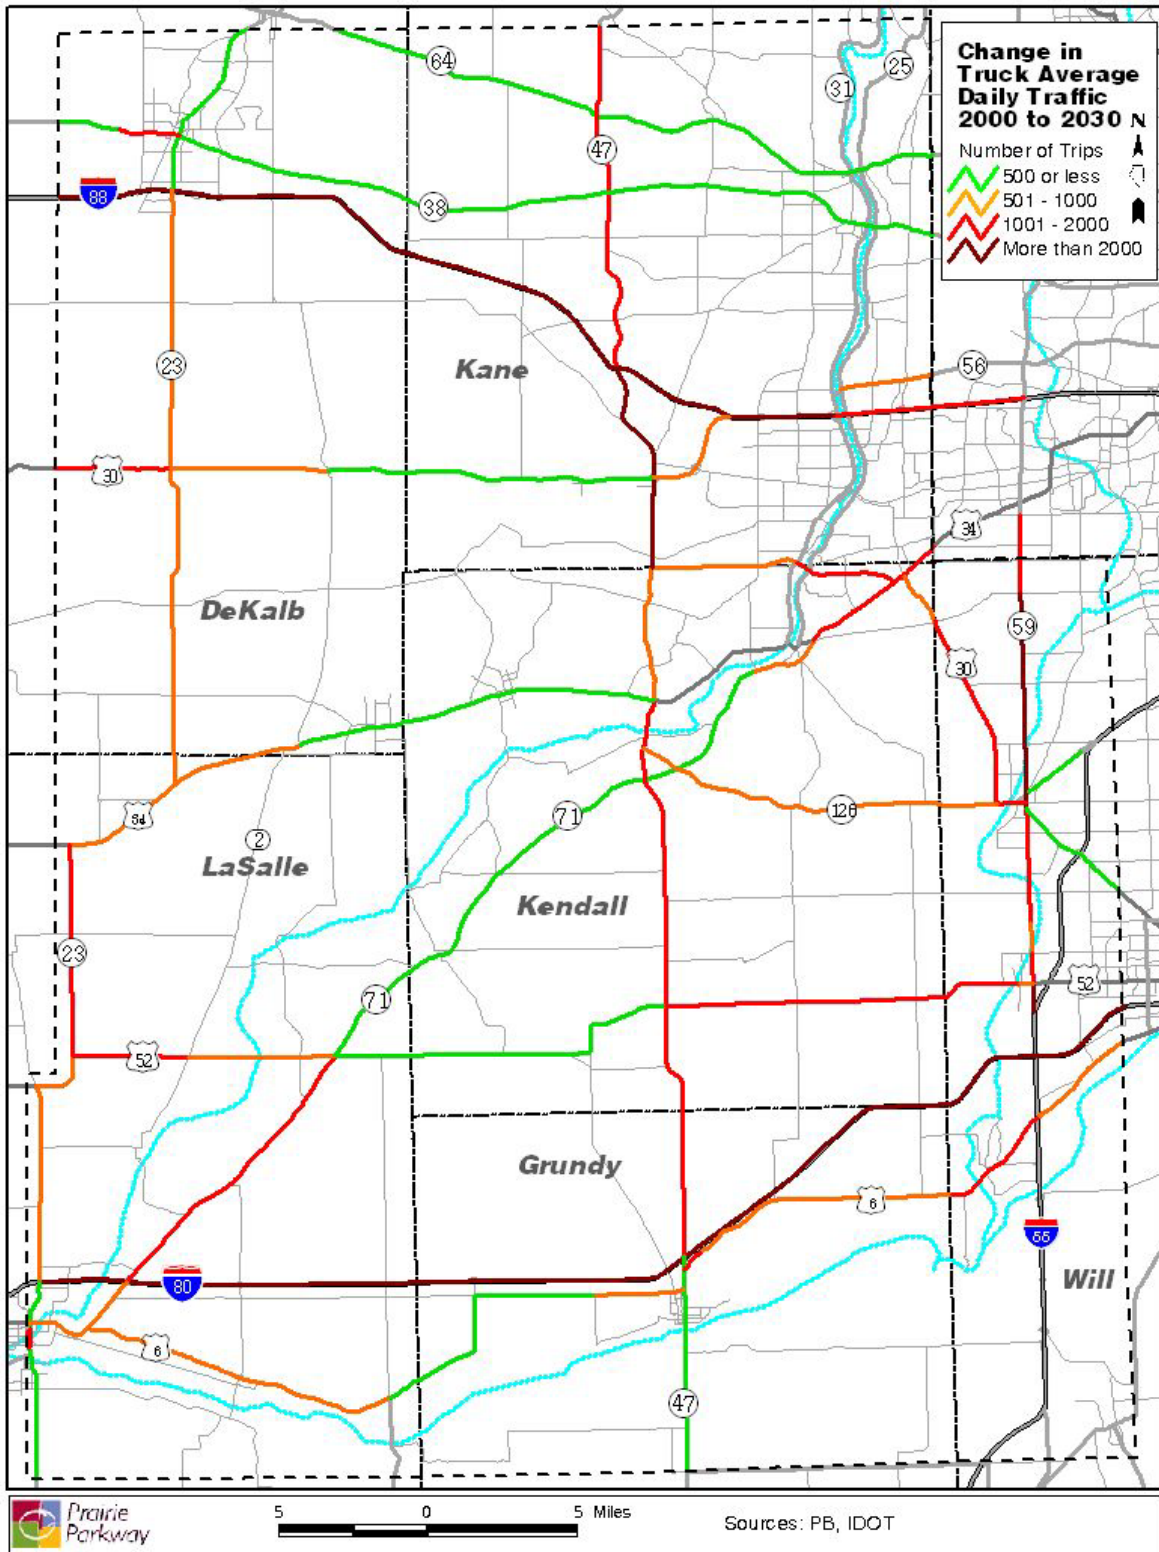 Change in
Truck Average
Daily Traffic
2000 to 2030 N
Number of Trips
500 or less
501 - 1000
1001 - 2000
More than 2000
64
25
31
47
88
38
23
Kane
56
30
34
DeKalb
59
30
34
71
126
2
LaSalle
Kendall
23
71
52
52
Grundy
6
55
80
Will
6
47
Prairie
Parkway
5 0 5 Miles
Sources: PB, IDOT